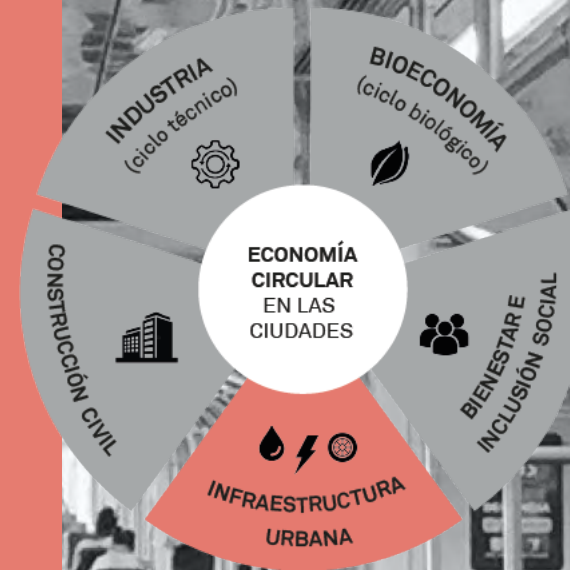 INDUSTRIA
(ciclo técnico)
BIOECONOMÍA
(ciclo biológico)
ECONOMÍA
CIRCULAR
EN LAS
CIUDADES
CONSTRUCCIÓN CIVIL
BIENESTAR E
INCLUSIÓN SOCIAL
INFRAESTRUCTURA
URBANA